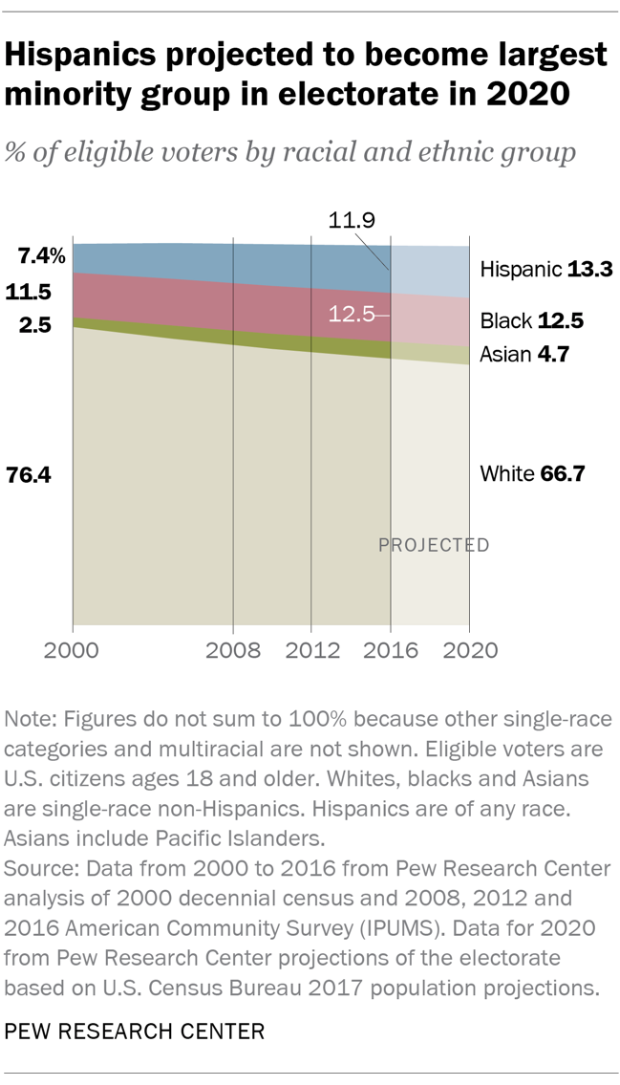 Hispanics projected to become largest
minority group in electorate in 2020
% of eligible voters by racial and ethnic group
11.9
7.4%
Hispanic 13.3
11.5
12.5
Black 12.5
2.5
Asian 4.7
76.4
White 66.7
PROJECTED
2000 2008 2012 2016 2020
Note: Figures do not sum to 100% because other single-race
categories and multiracial are not shown. Eligible voters are
U.S. citizens ages 18 and older. Whites, blacks and Asians
are single-race non-Hispanics. Hispanics are of any race.
Asians include Pacific Islanders.
Source: Data from 2000 to 2016 from Pew Research Center
analysis of 2000 decennial census and 2008, 2012 and
2016 American Community Survey (IPUMS). Data for 2020
from Pew Research Center projections of the electorate
based on U.S. Census Bureau 2017 population projections.
PEW RESEARCH CENTER